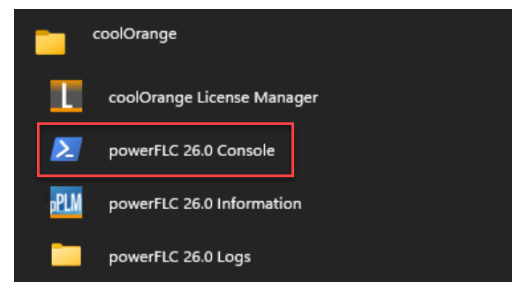 coolOrange
L
coolOrange License Manager
powerFLC 26.0 Console
pPLM
powerFLC 26.0 Information
powerFLC 26.0 Logs